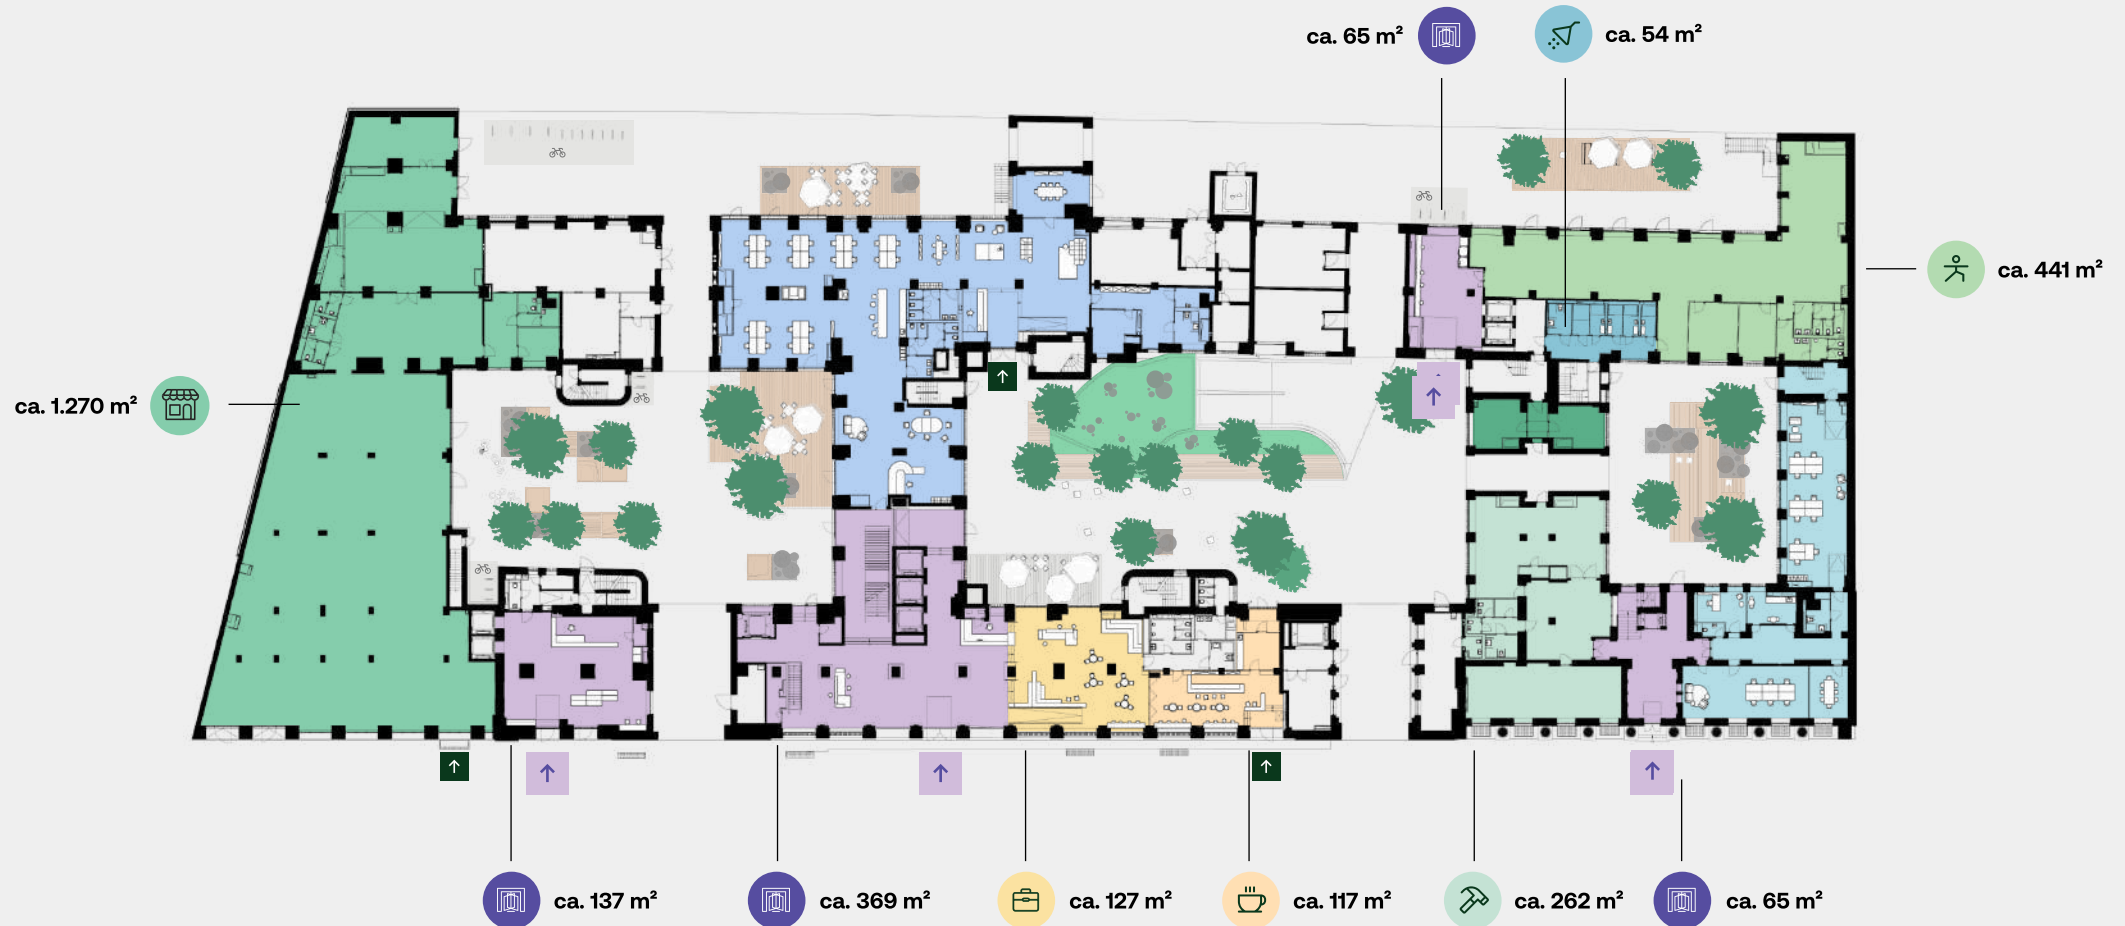 ca. 65 m²
ca. 54 m²
ca. 441 m²
ca. 1.270 m²
ca. 137 m²
ca. 369 m²
ca. 127 m²
ca. 117 m²
ca. 262 m²
ca. 65 m²